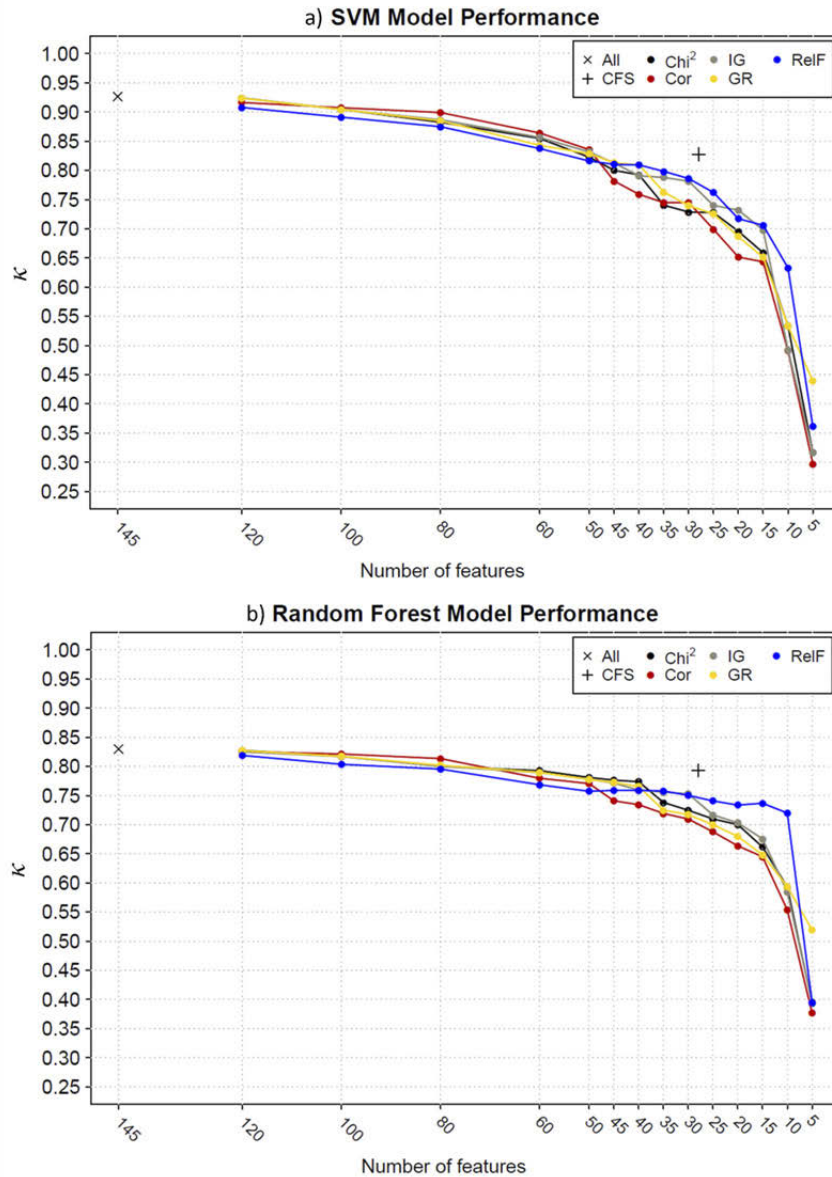 a) SVM Model Performance
× All ● Chi² ● IG ● RelF
+ CFS ● Cor ● GR
1.00
0.95
0.90
0.85
0.80
0.75
0.70
0.65
0.60
0.55
0.50
0.45
0.40
0.35
0.30
0.25
κ
145 120 100 80 60 50 45 40 35 30 25 20 15 10 5
Number of features
b) Random Forest Model Performance
× All ● Chi² ● IG ● RelF
+ CFS ● Cor ● GR
1.00
0.95
0.90
0.85
0.80
0.75
0.70
0.65
0.60
0.55
0.50
0.45
0.40
0.35
0.30
0.25
κ
145 120 100 80 60 50 45 40 35 30 25 20 15 10 5
Number of features